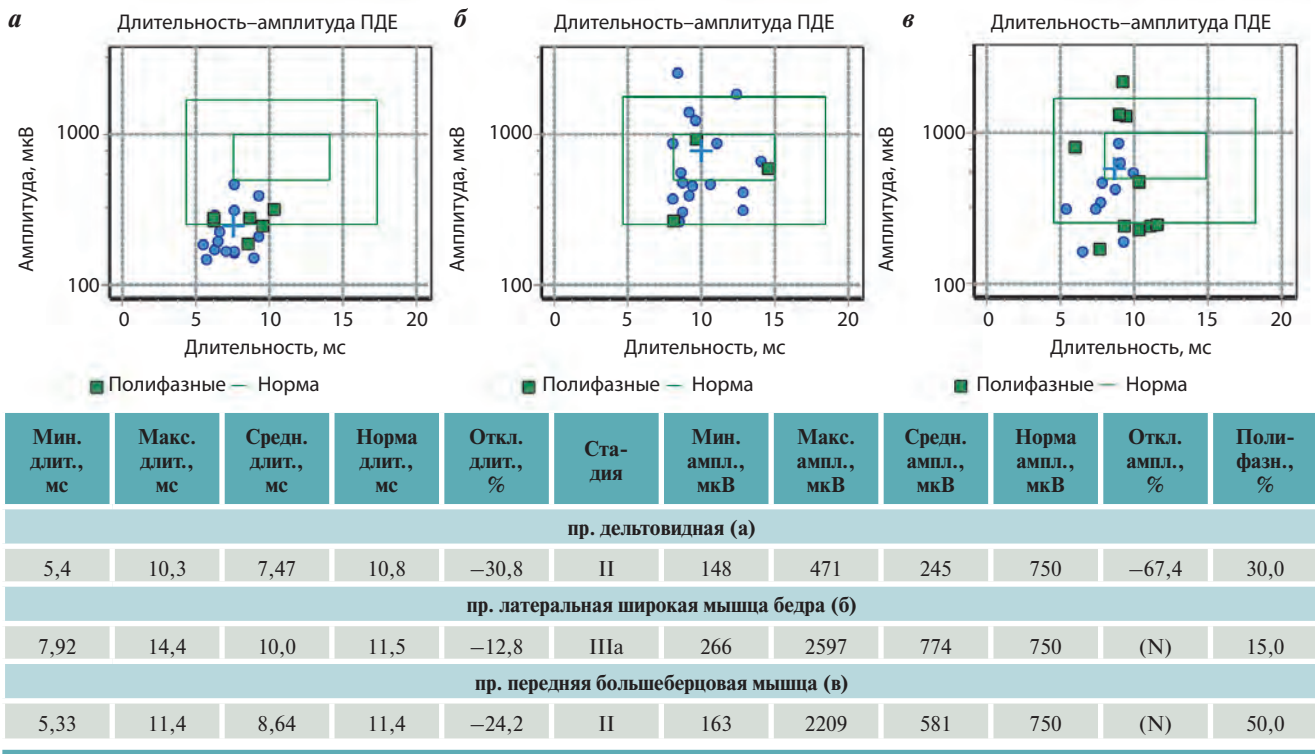 а Длительность–амплитуда ПДЕ
б Длительность–амплитуда ПДЕ
в Длительность–амплитуда ПДЕ
Амплитуда, мкВ
1000
100
0 5 10 15 20
Длительность, мс
Полифазные — Норма
Амплитуда, мкВ
1000
100
0 5 10 15 20
Длительность, мс
Полифазные — Норма
Амплитуда, мкВ
1000
100
0 5 10 15 20
Длительность, мс
Полифазные — Норма
Мин. длит., мс
Макс. длит., мс
Средн. длит., мс
Норма длит., мс
Откл. длит., %
Ста-
дия
Мин. ампл., мкВ
Макс. ампл., мкВ
Средн. ампл., мкВ
Норма ампл., мкВ
Откл. ампл., %
Поли-
фазн., %
пр. дельтовидная (а)
5,4 10,3 7,47 10,8 −30,8 II 148 471 245 750 −67,4 30,0
пр. латеральная широкая мышца бедра (б)
7,92 14,4 10,0 11,5 −12,8 IIIа 266 2597 774 750 (N) 15,0
пр. передняя большеберцовая мышца (в)
5,33 11,4 8,64 11,4 −24,2 II 163 2209 581 750 (N) 50,0